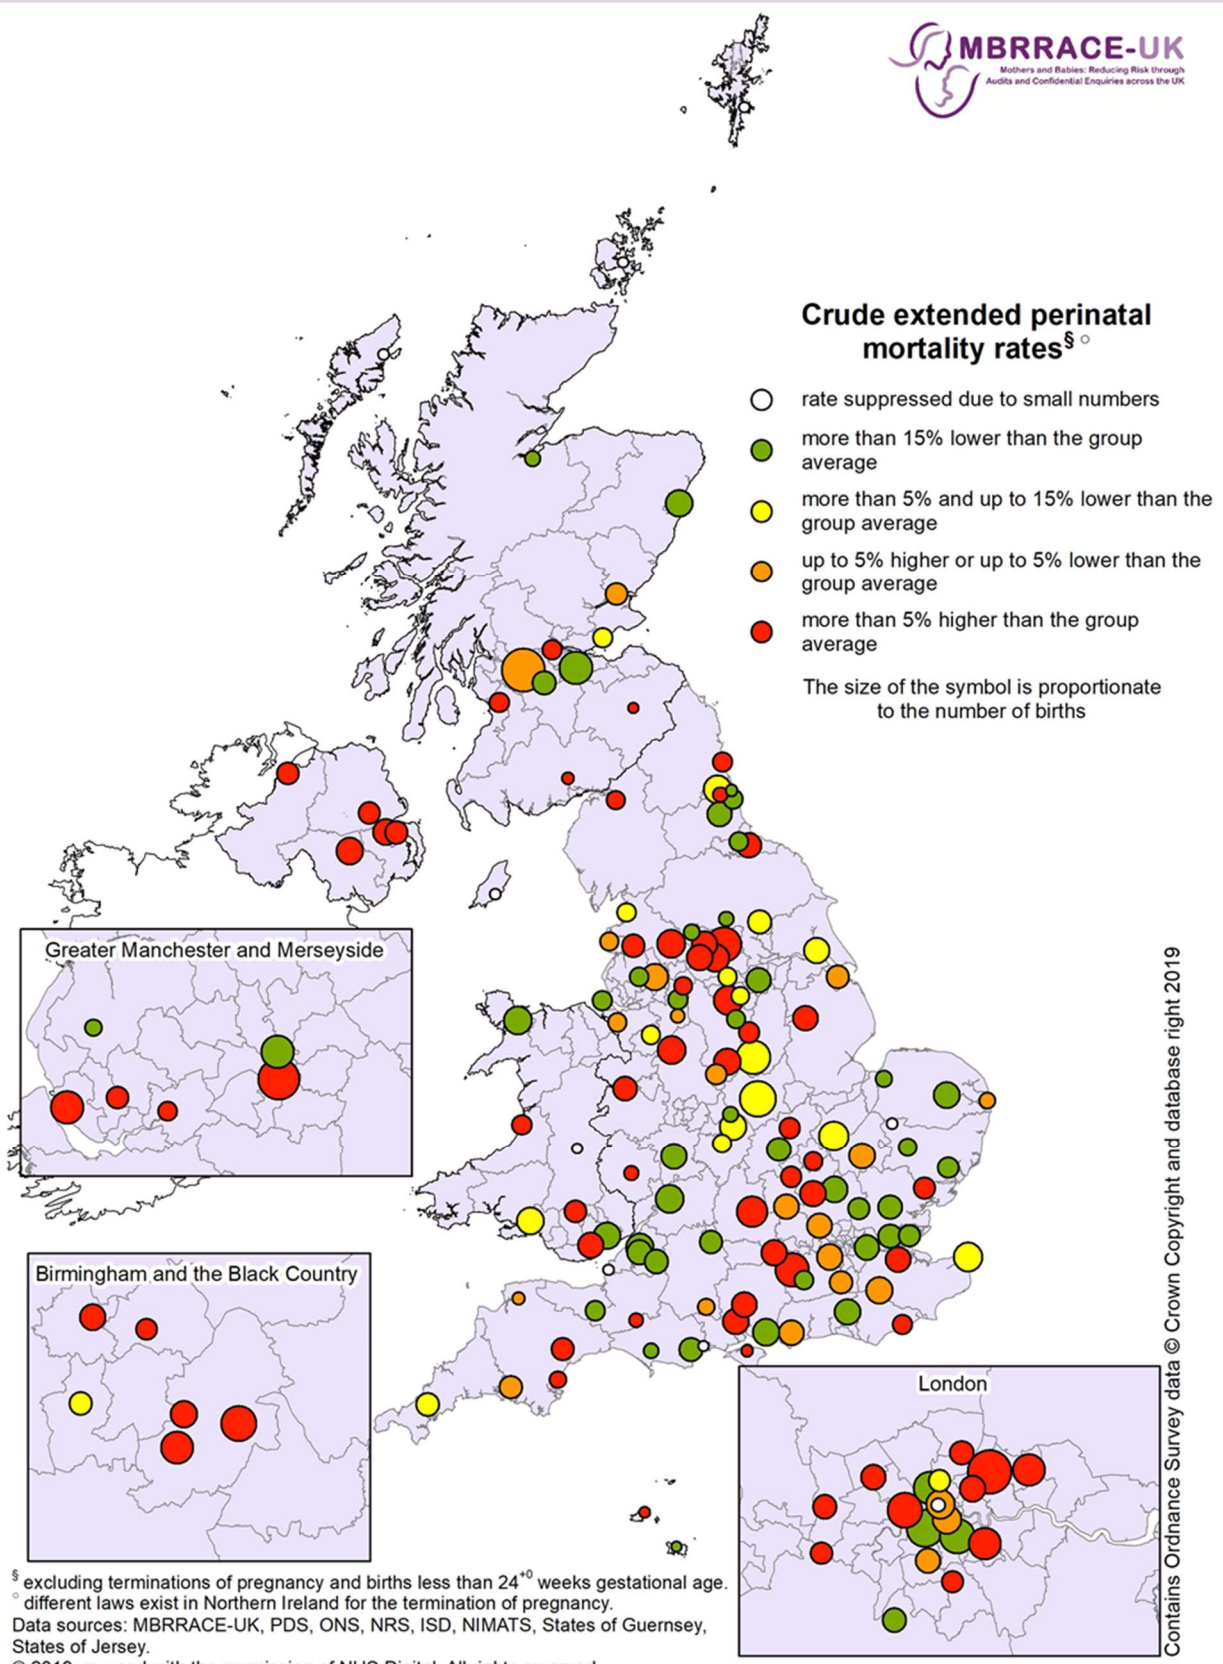 MBRRACE-UK
Mothers and Babies: Reducing Risk through
Audits and Confidential Enquiries across the UK
Crude extended perinatal
mortality rates§ ○
rate suppressed due to small numbers
more than 15% lower than the group
average
more than 5% and up to 15% lower than the
group average
up to 5% higher or up to 5% lower than the
group average
more than 5% higher than the group
average
The size of the symbol is proportionate
to the number of births
Greater Manchester and Merseyside
Birmingham and the Black Country
London
Contains Ordnance Survey data © Crown Copyright and database right 2019
§ excluding terminations of pregnancy and births less than 24+0 weeks gestational age.
○ different laws exist in Northern Ireland for the termination of pregnancy.
Data sources: MBRRACE-UK, PDS, ONS, NRS, ISD, NIMATS, States of Guernsey,
States of Jersey.